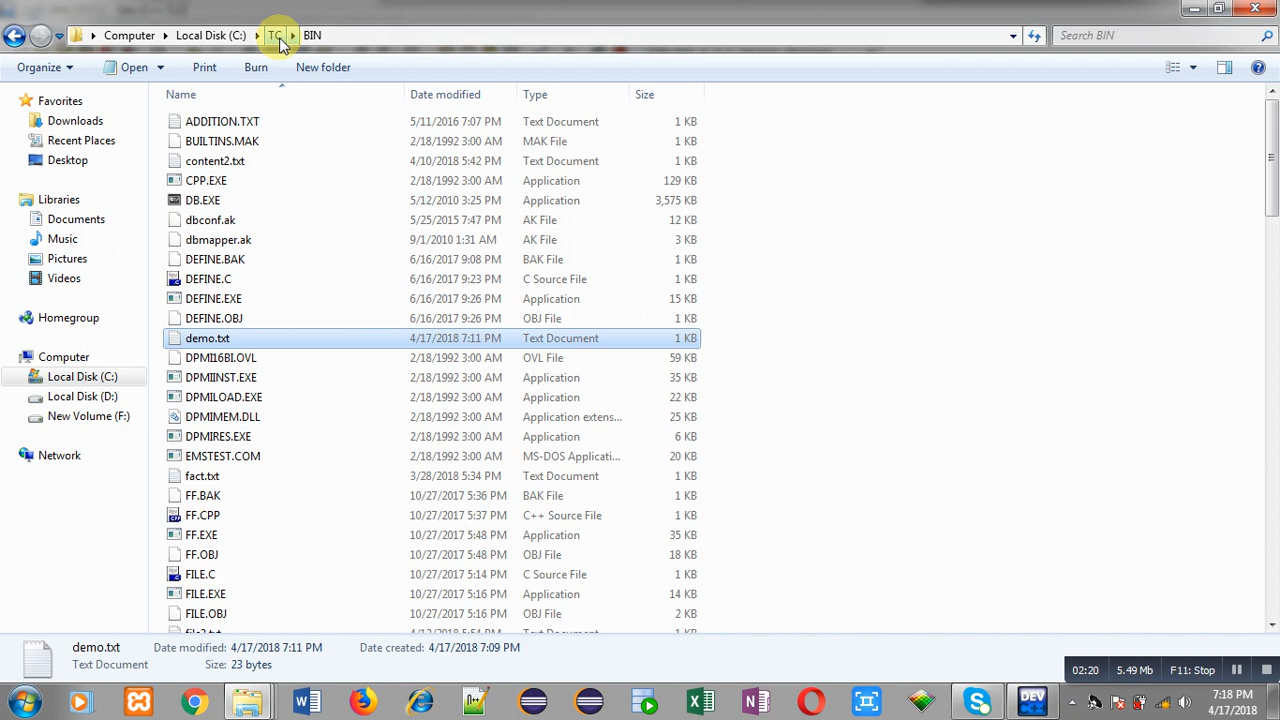 Computer Local Disk (C:) TC BIN Search BIN
Organize Open Print Burn New folder
Name Date modified Type Size
Favorites
Downloads
Recent Places
Desktop
Libraries
Documents
Music
Pictures
Videos
Homegroup
Computer
Local Disk (C:)
Local Disk (D:)
New Volume (F:)
Network
ADDITION.TXT 5/11/2016 7:07 PM Text Document 1 KB
BUILTINS.MAK 2/18/1992 3:00 AM MAK File 1 KB
content2.txt 4/10/2018 5:42 PM Text Document 1 KB
CPP.EXE 2/18/1992 3:00 AM Application 129 KB
DB.EXE 5/12/2010 3:25 PM Application 3,575 KB
dbconf.ak 5/25/2015 7:47 PM AK File 12 KB
dbmapper.ak 9/1/2010 1:31 AM AK File 3 KB
DEFINE.BAK 6/16/2017 9:08 PM BAK File 1 KB
DEFINE.C 6/16/2017 9:23 PM C Source File 1 KB
DEFINE.EXE 6/16/2017 9:26 PM Application 15 KB
DEFINE.OBJ 6/16/2017 9:26 PM OBJ File 1 KB
demo.txt 4/17/2018 7:11 PM Text Document 1 KB
DPMI16BI.OVL 2/18/1992 3:00 AM OVL File 59 KB
DPMIINST.EXE 2/18/1992 3:00 AM Application 35 KB
DPMILOAD.EXE 2/18/1992 3:00 AM Application 22 KB
DPMIMEM.DLL 2/18/1992 3:00 AM Application extens... 25 KB
DPMIRES.EXE 2/18/1992 3:00 AM Application 6 KB
EMSTEST.COM 2/18/1992 3:00 AM MS-DOS Applicati... 20 KB
fact.txt 3/28/2018 5:34 PM Text Document 1 KB
FF.BAK 10/27/2017 5:36 PM BAK File 1 KB
FF.CPP 10/27/2017 5:37 PM C++ Source File 1 KB
FF.EXE 10/27/2017 5:48 PM Application 35 KB
FF.OBJ 10/27/2017 5:48 PM OBJ File 18 KB
FILE.C 10/27/2017 5:14 PM C Source File 1 KB
FILE.EXE 10/27/2017 5:16 PM Application 30 KB
FILE.OBJ 10/27/2017 5:16 PM OBJ File 2 KB
demo.txt Date modified: 4/17/2018 7:11 PM Date created: 4/17/2018 7:09 PM
Text Document Size: 23 bytes
02:20 5.49 Mb F11: Stop
DEV
7:18 PM
4/17/2018